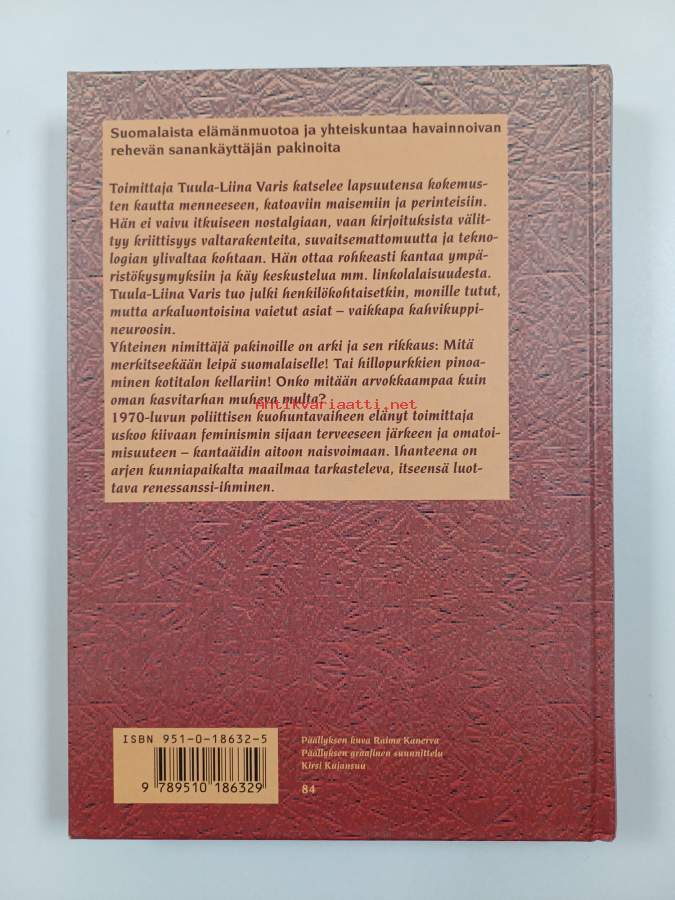 Suomalaista elämänmuotoa ja yhteiskuntaa havainnoivan
rehevän sanankäyttäjän pakinoita
Toimittaja Tuula-Liina Varis katselee lapsuutensa kokemus-
ten kautta menneeseen, katoaviin maisemiin ja perinteisiin.
Hän ei vaivu itkuiseen nostalgiaan, vaan kirjoituksista välit-
tyy kriittisyys valtarakenteita, suvaitsemattomuutta ja tekno-
logian ylivaltaa kohtaan. Hän ottaa rohkeasti kantaa ympä-
ristökysymyksiin ja käy keskustelua mm. linkolalaisuudesta.
Tuula-Liina Varis tuo julki henkilökohtaisetkin, monille tutut,
mutta arkaluontoisina vaietut asiat – vaikkapa kahvikuppi-
neuroosin.
Yhteinen nimittäjä pakinoille on arki ja sen rikkaus: Mitä
merkitseekään leipä suomalaiselle! Tai hillopurkkien pinoa-
minen kotitalon kellariin! Onko mitään arvokkaampaa kuin
oman kasvitarhan muheva multa?
Antikvariaatti.net
1970-luvun poliittisen kuohuntavaiheen elänyt toimittaja
uskoo kiivaan feminismin sijaan terveeseen järkeen ja omatoi-
misuuteen – kantaäidin aitoon naisvoimaan. Ihanteena on
arjen kunniapaikalta maailmaa tarkasteleva, itseensä luot-
tava renessanssi-ihminen.
ISBN 951-0-18632-5
9 789510 186329
Päällyksen kuva Raimo Kanerva
Päällyksen graafinen suunnittelu
Kirsi Kujansuu
84